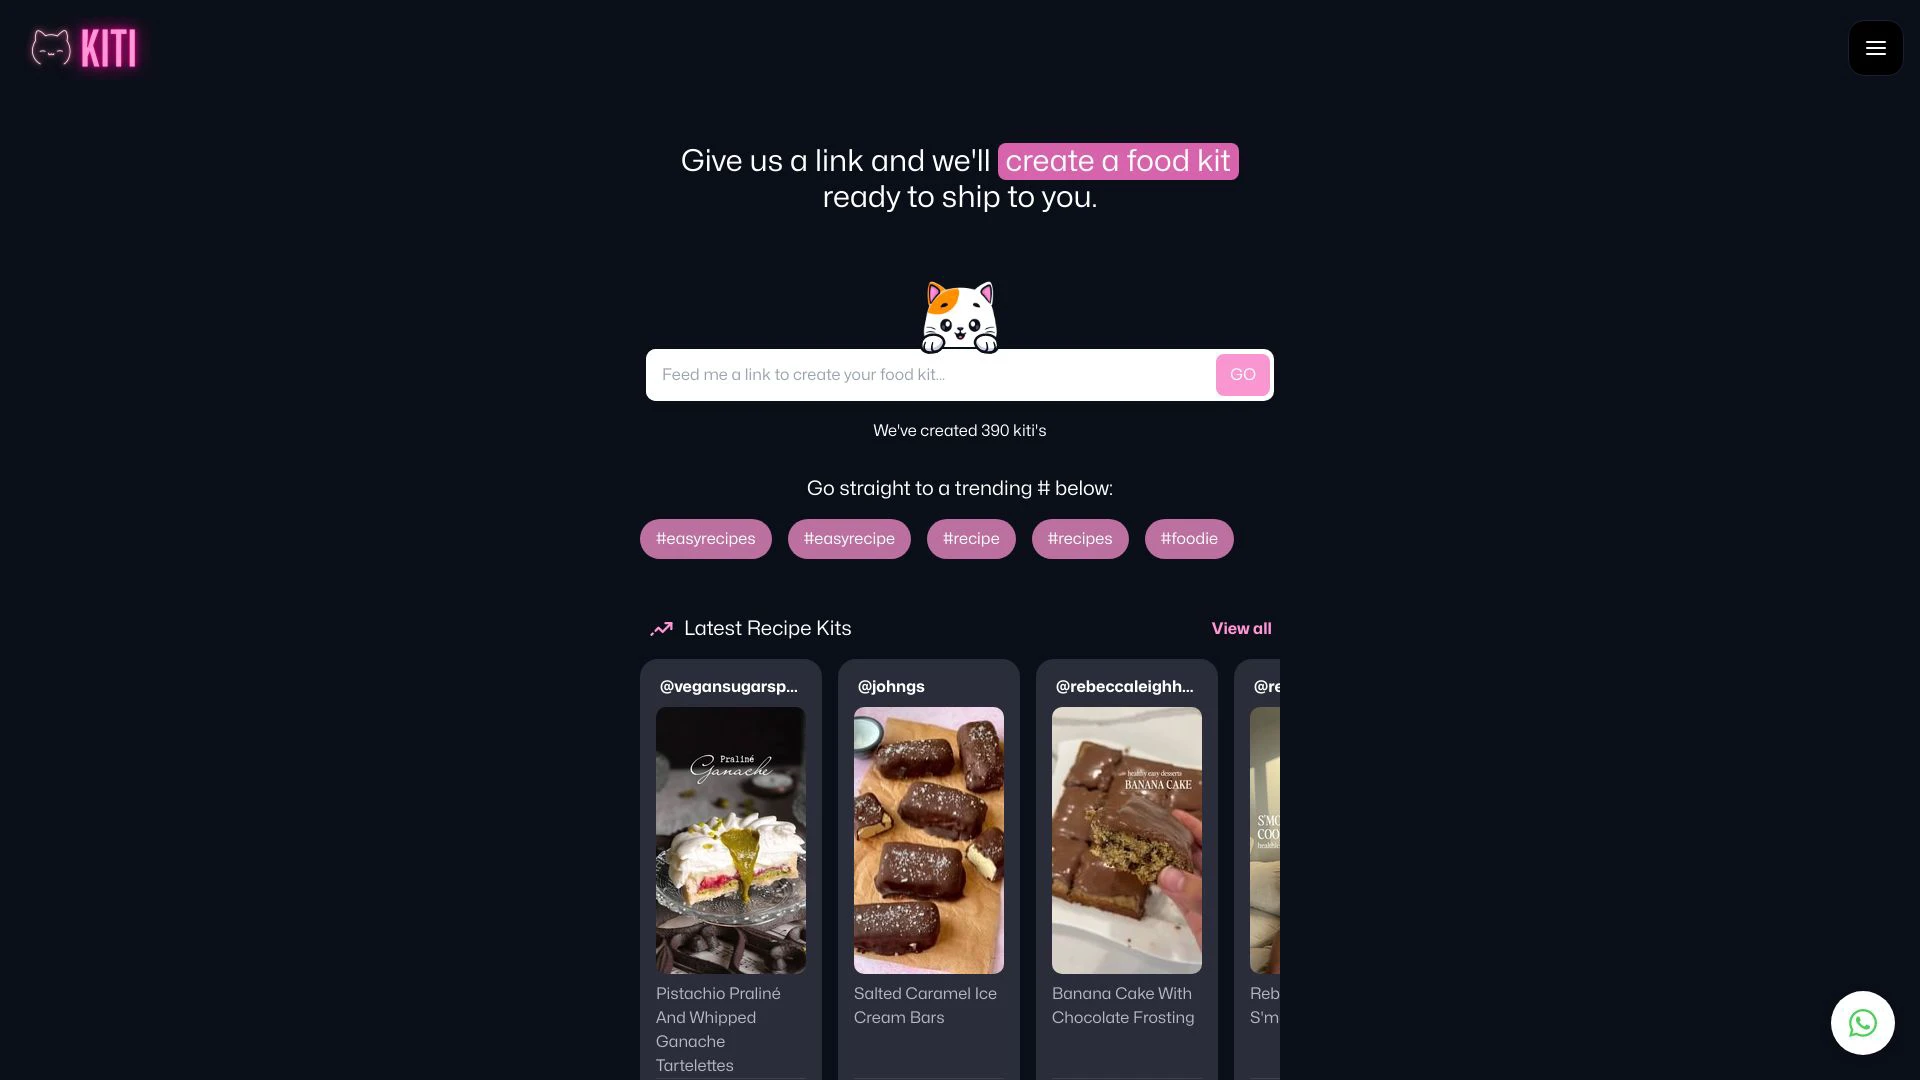 KITI
Give us a link and we'll create a food kit
ready to ship to you.
Feed me a link to create your food kit...
GO
We've created 390 kiti's
Go straight to a trending # below:
#easyrecipes
#easyrecipe
#recipe
#recipes
#foodie
Latest Recipe Kits
View all
@vegansugarsp...
@johngs
@rebeccaleighh...
@re
Praliné
Ganache
healthy easy desserts
BANANA CAKE
S'MO
COO
healthie
Pistachio Praliné
And Whipped
Ganache
Tartelettes
Salted Caramel Ice
Cream Bars
Banana Cake With
Chocolate Frosting
Reb
S'm